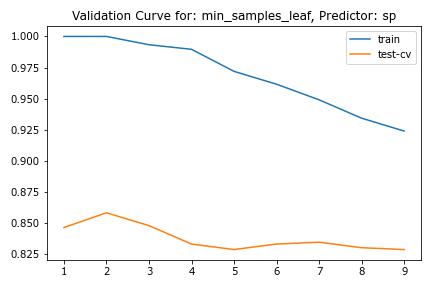 Validation Curve for: min_samples_leaf, Predictor: sp
1.000
0.975
0.950
0.925
0.900
0.875
0.850
0.825
train
test-cv
1 2 3 4 5 6 7 8 9